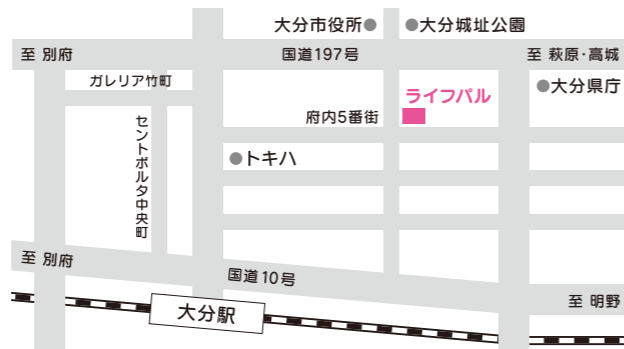 大分市役所●
●大分城址公園
至 別府
国道197号
至 萩原・高城
ガレリア竹町
ライフパル
●大分県庁
府内5番街
セントポルタ中央町
●トキハ
至 別府
国道10号
大分駅
至 明野